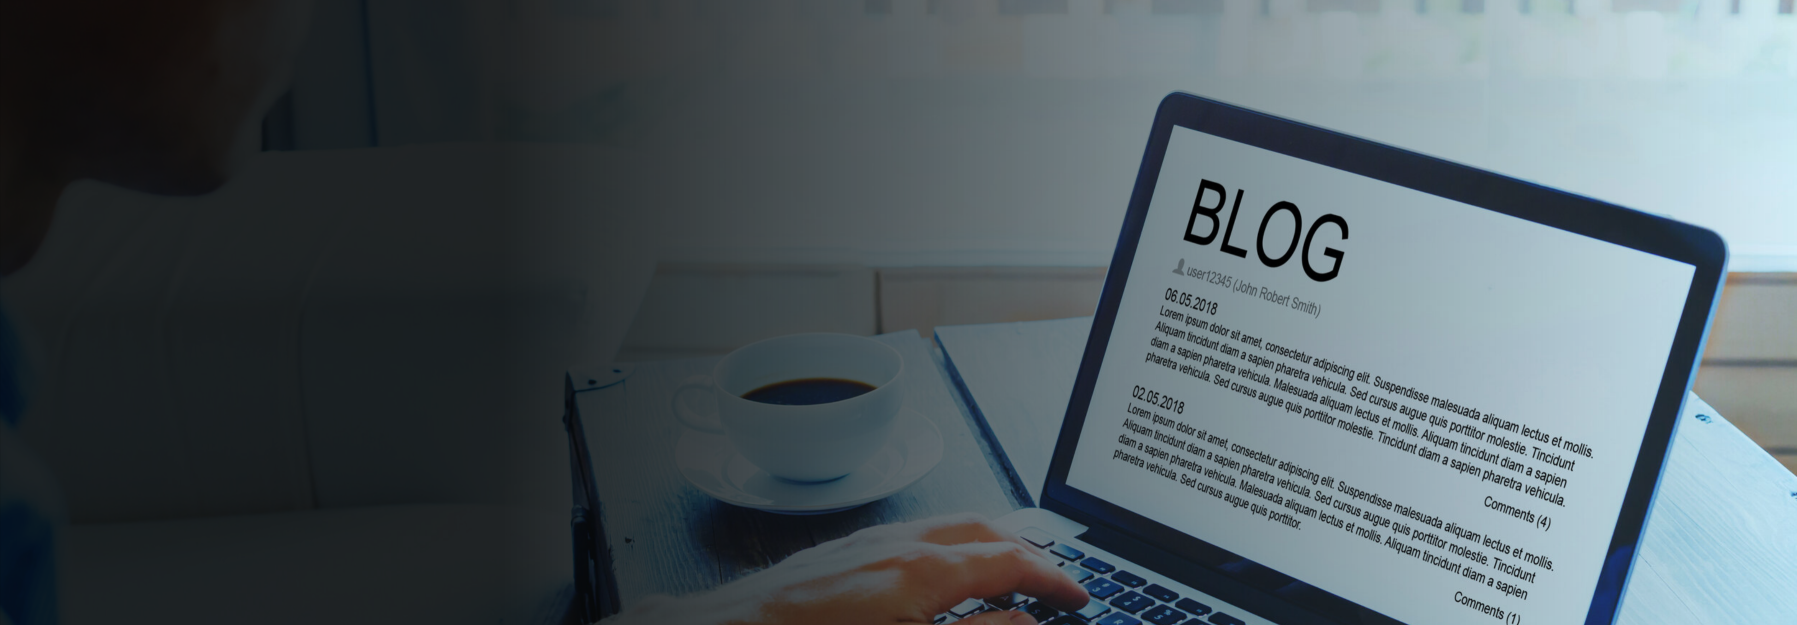 BLOG
user12345 (John Robert Smith)
06.05.2018
Lorem ipsum dolor sit amet, consectetur adipiscing elit. Suspendisse malesuada aliquam lectus et mollis.
Aliquam tincidunt diam a sapien pharetra vehicula. Sed cursus augue quis porttitor molestie. Tincidunt
diam a sapien pharetra vehicula. Malesuada aliquam lectus et mollis. Aliquam tincidunt diam a sapien
pharetra vehicula. Sed cursus augue quis porttitor molestie. Tincidunt diam a sapien pharetra vehicula.
Comments (4)
02.05.2018
Lorem ipsum dolor sit amet, consectetur adipiscing elit. Suspendisse malesuada aliquam lectus et mollis.
Aliquam tincidunt diam a sapien pharetra vehicula. Sed cursus augue quis porttitor molestie. Tincidunt
diam a sapien pharetra vehicula. Malesuada aliquam lectus et mollis. Aliquam tincidunt diam a sapien
pharetra vehicula. Sed cursus augue quis porttitor.
Comments (1)